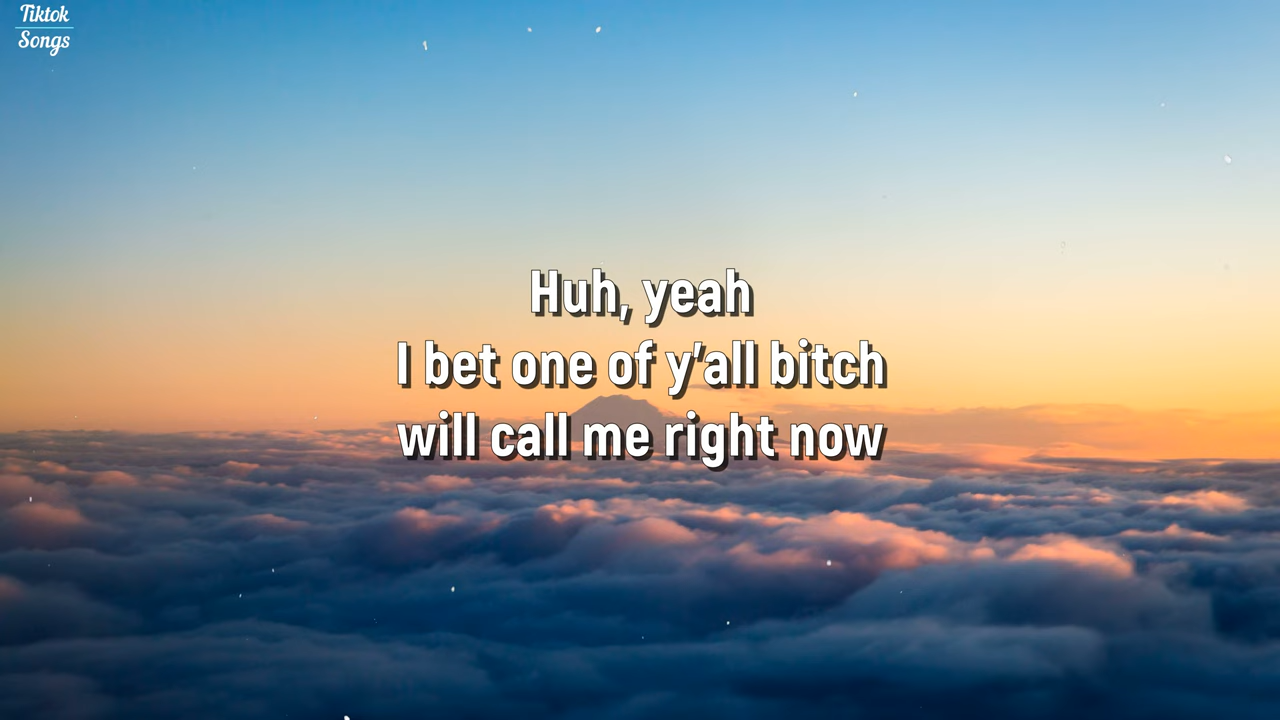 Tiktok
Songs
Huh, yeah
I bet one of y'all bitch
will call me right now